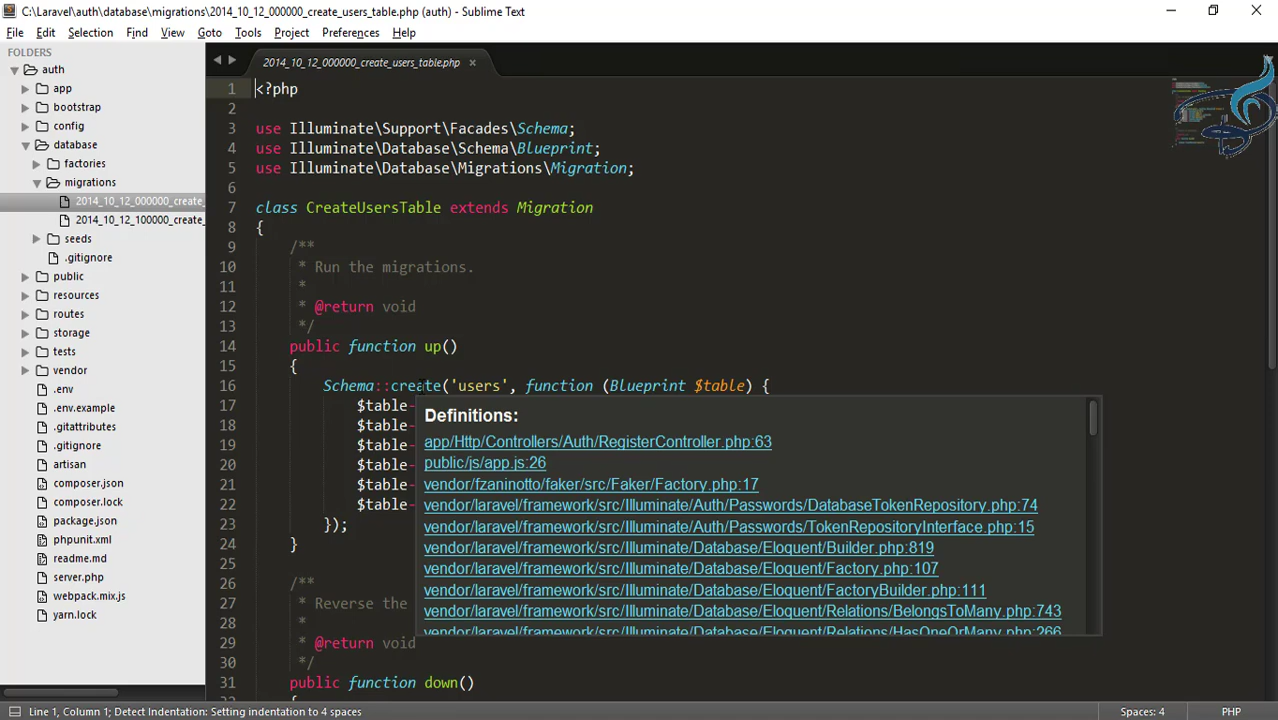 C:\Laravel\auth\database\migrations\2014_10_12_000000_create_users_table.php (auth) - Sublime Text
File Edit Selection Find View Goto Tools Project Preferences Help
FOLDERS
auth
app
bootstrap
config
database
factories
migrations
2014_10_12_000000_create_
2014_10_12_100000_create_
seeds
.gitignore
public
resources
routes
storage
tests
vendor
.env
.env.example
.gitattributes
.gitignore
artisan
composer.json
composer.lock
package.json
phpunit.xml
readme.md
server.php
webpack.mix.js
yarn.lock
2014_10_12_000000_create_users_table.php
1 <?php
2
3 use Illuminate\Support\Facades\Schema;
4 use Illuminate\Database\Schema\Blueprint;
5 use Illuminate\Database\Migrations\Migration;
6
7 class CreateUsersTable extends Migration
8 {
9 /**
10 * Run the migrations.
11 *
12 * @return void
13 */
14 public function up()
15 {
16 Schema::create('users', function (Blueprint $table) {
17 $table-
18 $table-
19 $table-
20 $table-
21 $table-
22 $table-
23 });
24 }
25
26 /**
27 * Reverse the
28 *
29 * @return void
30 */
31 public function down()
32 {
Definitions:
app/Http/Controllers/Auth/RegisterController.php:63
public/js/app.js:26
vendor/fzaninotto/faker/src/Faker/Factory.php:17
vendor/laravel/framework/src/Illuminate/Auth/Passwords/DatabaseTokenRepository.php:74
vendor/laravel/framework/src/Illuminate/Auth/Passwords/TokenRepositoryInterface.php:15
vendor/laravel/framework/src/Illuminate/Database/Eloquent/Builder.php:819
vendor/laravel/framework/src/Illuminate/Database/Eloquent/Factory.php:107
vendor/laravel/framework/src/Illuminate/Database/Eloquent/FactoryBuilder.php:111
vendor/laravel/framework/src/Illuminate/Database/Eloquent/Relations/BelongsToMany.php:743
vendor/laravel/framework/src/Illuminate/Database/Eloquent/Relations/HasOneOrMany.php:266
Line 1, Column 1; Detect Indentation: Setting indentation to 4 spaces
Spaces: 4
PHP